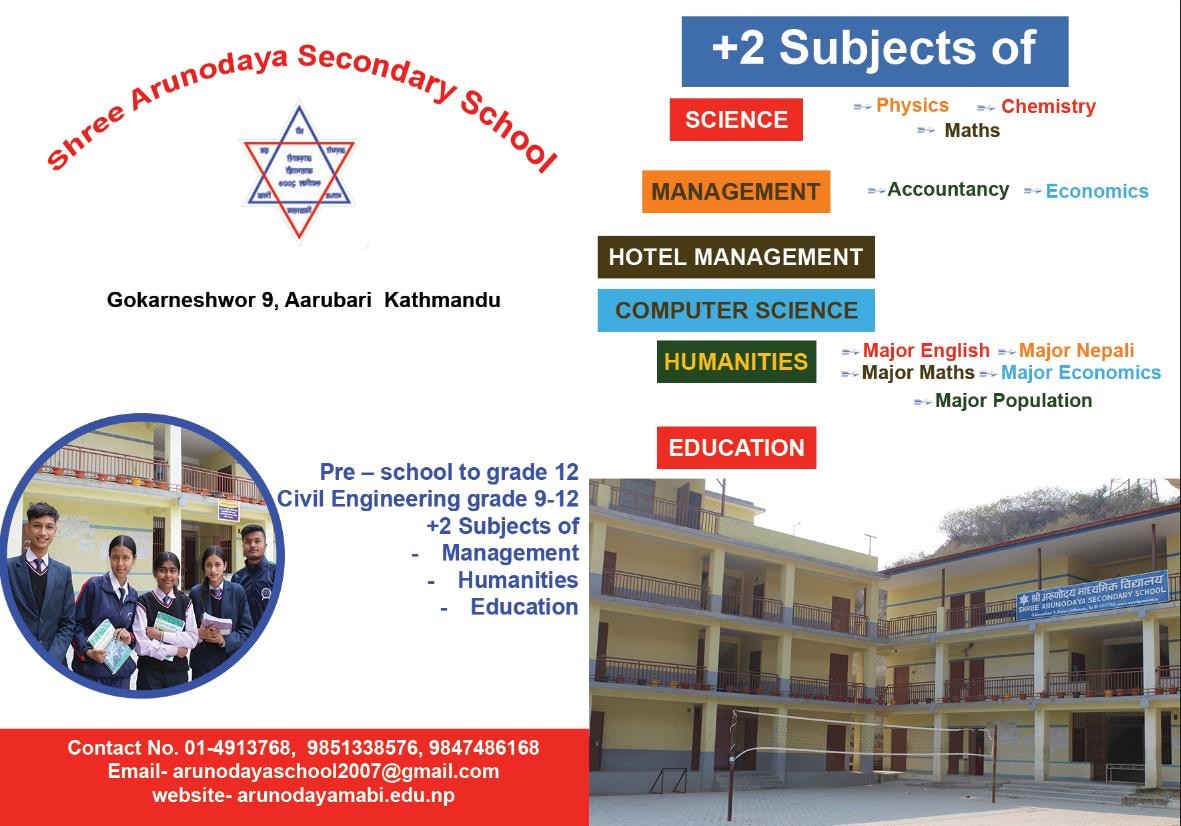 Shree Arunodaya Secondary School
Gokarneshwor 9, Aarubari Kathmandu
Pre – school to grade 12
Civil Engineering grade 9-12
+2 Subjects of
- Management
- Humanities
- Education
Contact No. 01-4913768, 9851338576, 9847486168
Email- arunodayaschool2007@gmail.com
website- arunodayamabi.edu.np
+2 Subjects of
SCIENCE
Physics Chemistry
Maths
MANAGEMENT
Accountancy Economics
HOTEL MANAGEMENT
COMPUTER SCIENCE
HUMANITIES
Major English Major Nepali
Major Maths Major Economics
Major Population
EDUCATION
श्री अरुणोदय माध्यमिक विद्यालय
SHREE ARUNODAYA SECONDARY SCHOOL